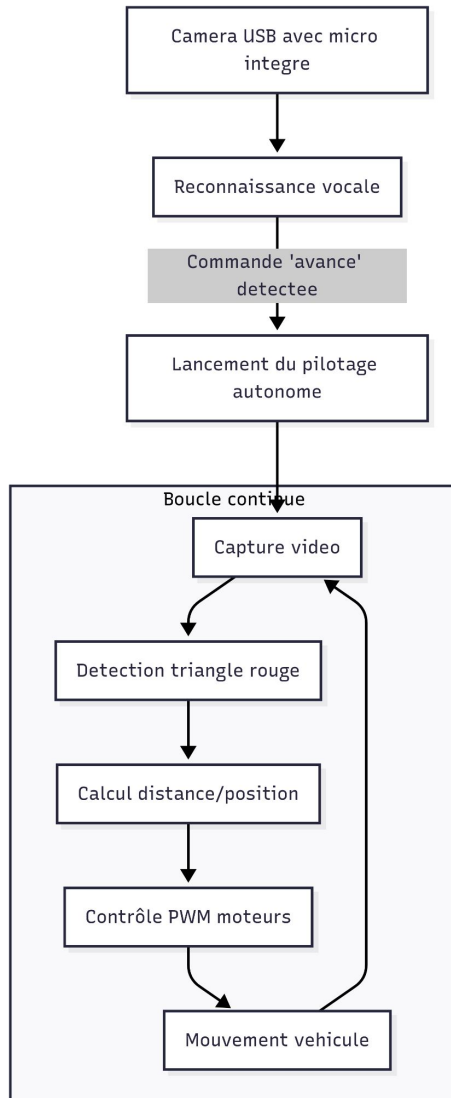 Camera USB avec micro
integre
Reconnaissance vocale
Commande 'avance'
detectee
Lancement du pilotage
autonome
Boucle continue
Capture video
Detection triangle rouge
Calcul distance/position
Contrôle PWM moteurs
Mouvement vehicule